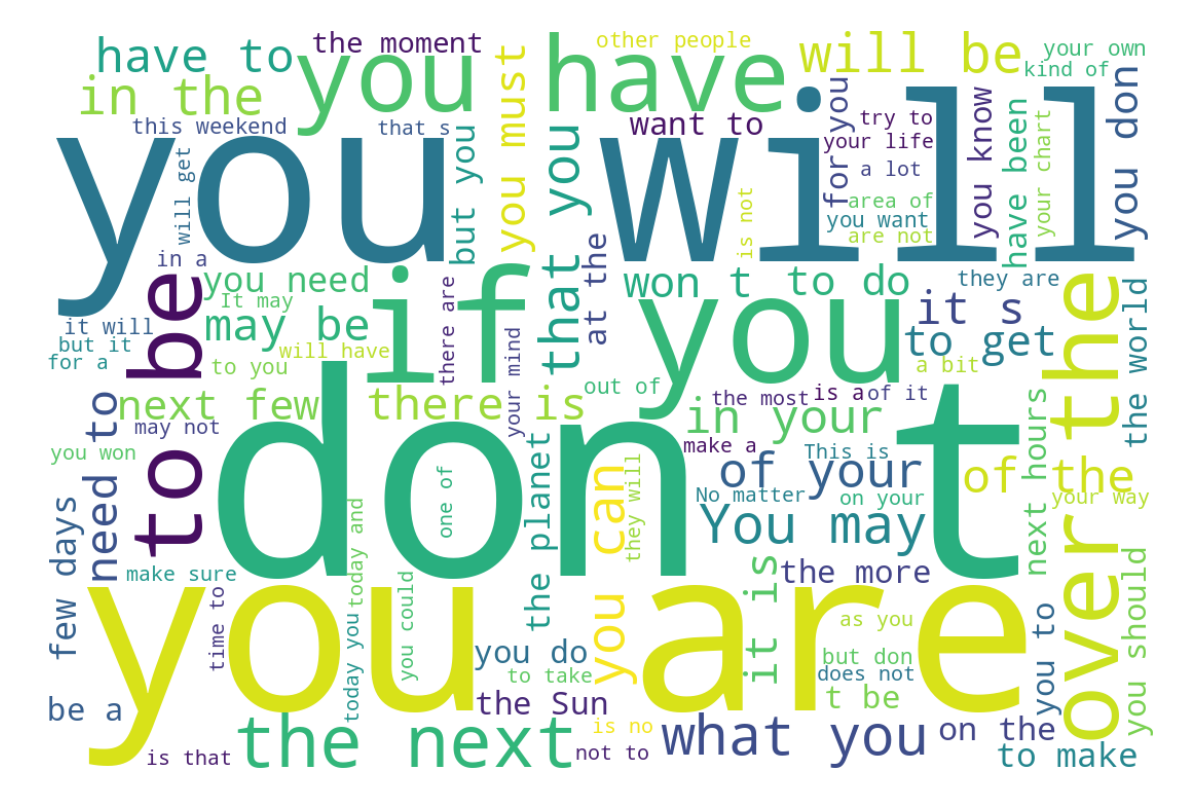 have to
the moment
you must
you have
other people
will be
your own
kind of
in the
this weekend
that s
want to
for you
try to
your life
you know
have been
your chart
you don
you will
will get
but you
that you
a lot
area of
you want
are not
is not
in a
to be
you need
It may
there are
if you
at the
won t
to do
they are
it s
over the
the world
it will
but it
for a
may be
to you
will have
your mind
out of
to get
a bit
next few
there is
in your
the most
is a
of it
need to
may not
you won
don t
make a
This is
of your
of the
next hours
your way
few days
one of
the planet
you can
they will
No matter
on your
You may
make sure
time to
today and
today you
you could
it is
the more
you are
as you
you do
to take
but don
does not
you to
you should
be a
the Sun
t be
is that
the next
is no
not to
what you
on the
to make